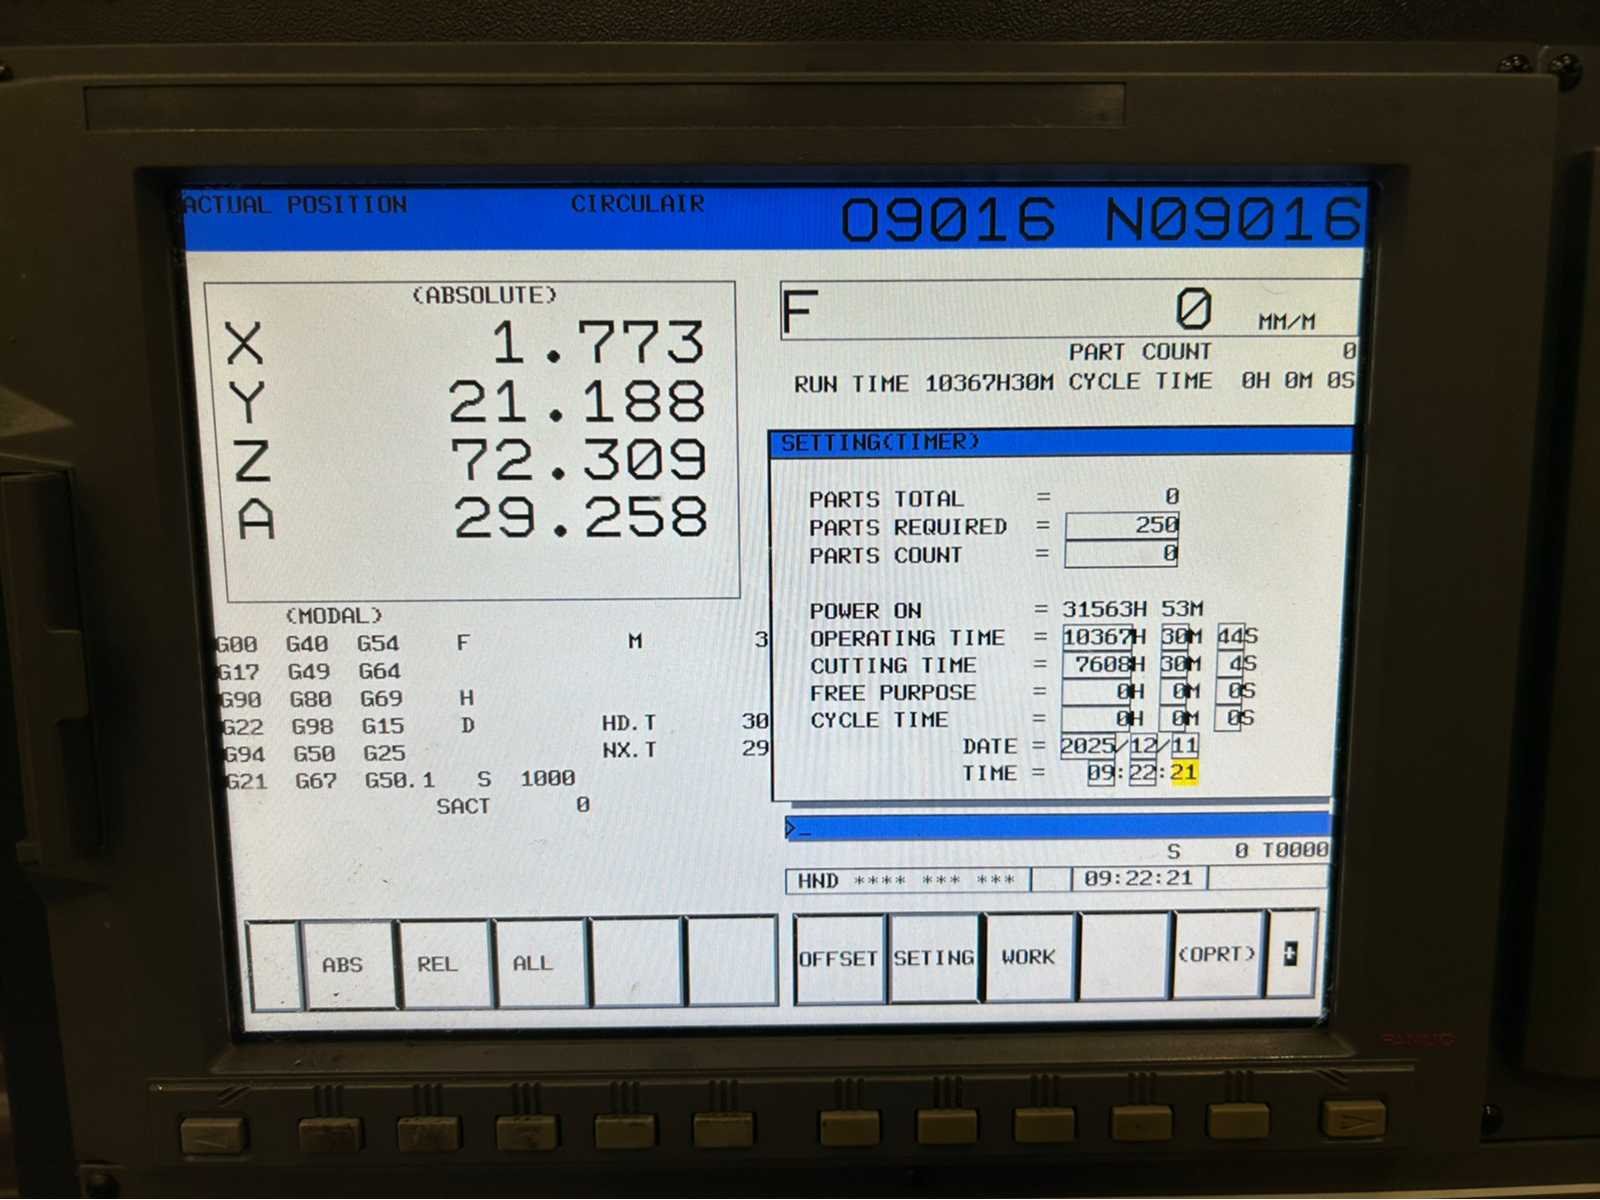 ACTUAL POSITION CIRCULAIR O9016 N09016
(ABSOLUTE)
X 1.773
Y 21.188
Z 72.309
A 29.258
F 0 MM/M
PART COUNT 0
RUN TIME 10367H30M CYCLE TIME 0H 0M 0S
(MODAL)
G00 G40 G54 F M 3
G17 G49 G64
G90 G80 G69 H
G22 G98 G15 D HD.T 30
G94 G50 G25 NX.T 29
G21 G67 G50.1 S 1000
SACT 0
SETTING(TIMER)
PARTS TOTAL = 0
PARTS REQUIRED = 250
PARTS COUNT = 0
POWER ON = 31563H 53M
OPERATING TIME = 10367H 30M 44S
CUTTING TIME = 7608H 30M 4S
FREE PURPOSE = 0H 0M 0S
CYCLE TIME = 0H 0M 0S
DATE = 2025/12/11
TIME = 09:22:21
>_
S 0 T0000
HND **** *** *** 09:22:21
ABS REL ALL OFFSET SETING WORK (OPRT) +
FANUC